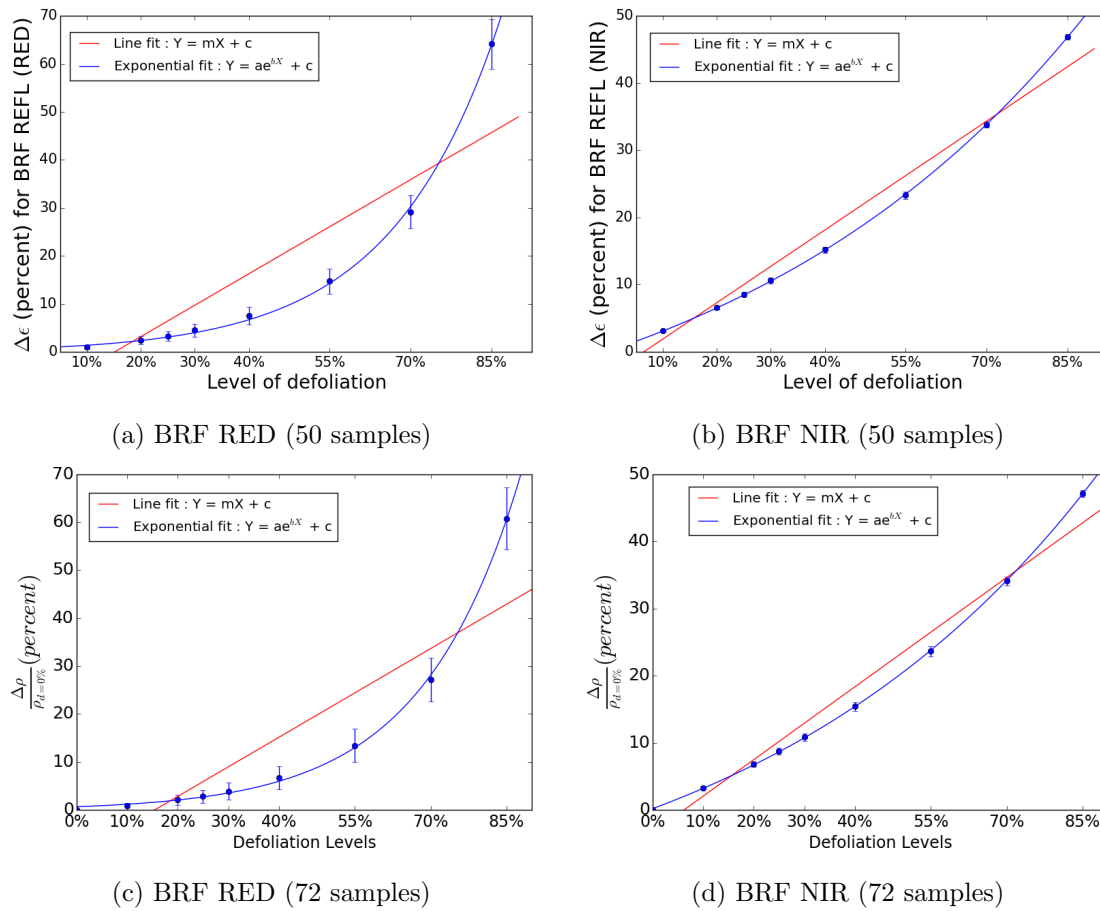 70
60
50
40
30
20
10
0
Δϵ (percent) for BRF REFL (RED)
Line fit : Y = mX + c
Exponential fit : Y = ae^{bX} + c
10% 20% 30% 40% 55% 70% 85%
Level of defoliation
(a) BRF RED (50 samples)
50
40
30
20
10
0
Δϵ (percent) for BRF REFL (NIR)
Line fit : Y = mX + c
Exponential fit : Y = ae^{bX} + c
10% 20% 30% 40% 55% 70% 85%
Level of defoliation
(b) BRF NIR (50 samples)
70
60
50
40
30
20
10
0
Δρ/ρ_{d=0%}(percent)
Line fit : Y = mX + c
Exponential fit : Y = ae^{bX} + c
0% 10% 20% 30% 40% 55% 70% 85%
Defoliation Levels
(c) BRF RED (72 samples)
50
40
30
20
10
0
Δρ/ρ_{d=0%}(percent)
Line fit : Y = mX + c
Exponential fit : Y = ae^{bX} + c
0% 10% 20% 30% 40% 55% 70% 85%
Defoliation Levels
(d) BRF NIR (72 samples)